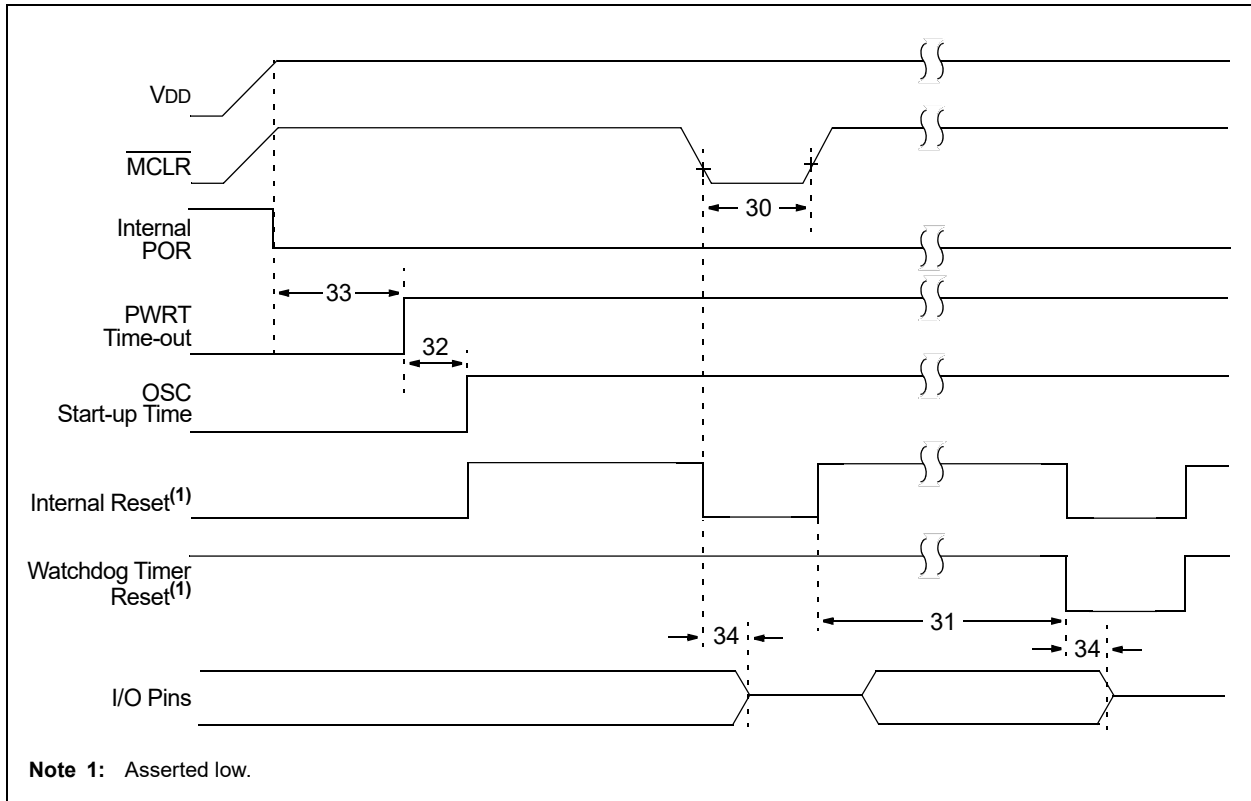 VDD
MCLR
30
Internal
POR
33
PWRT
Time-out
32
OSC
Start-up Time
Internal Reset(1)
Watchdog Timer
Reset(1)
31
34
34
I/O Pins
Note 1: Asserted low.